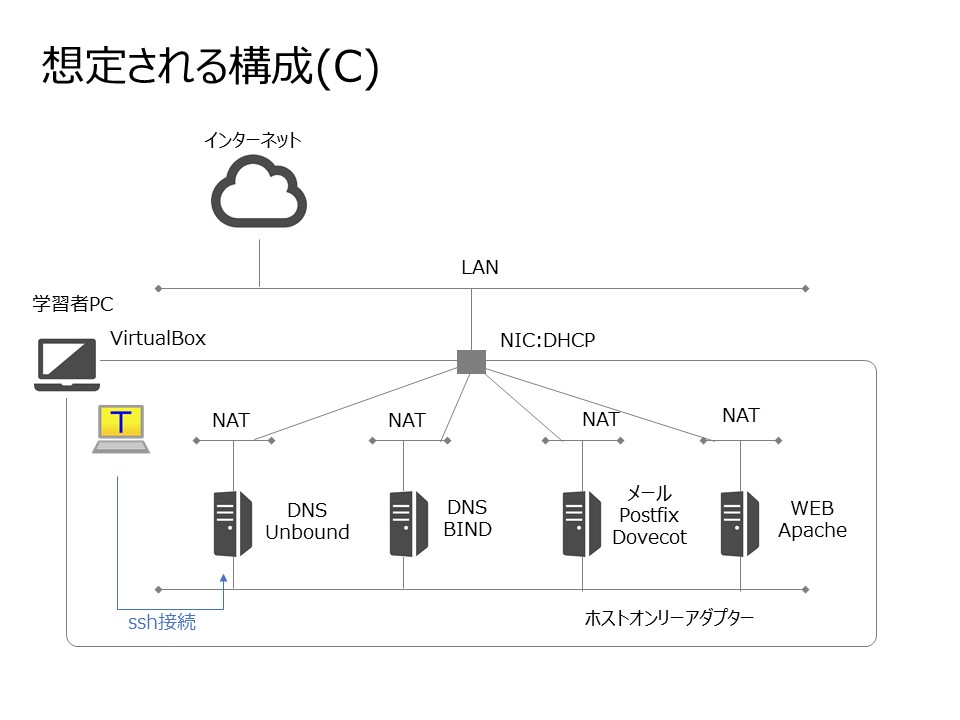 想定される構成(C)
インターネット
LAN
学習者PC
VirtualBox
NIC:DHCP
T
NAT
NAT
NAT
NAT
DNS
Unbound
DNS
BIND
メール
Postfix
Dovecot
WEB
Apache
ssh接続
ホストオンリーアダプター